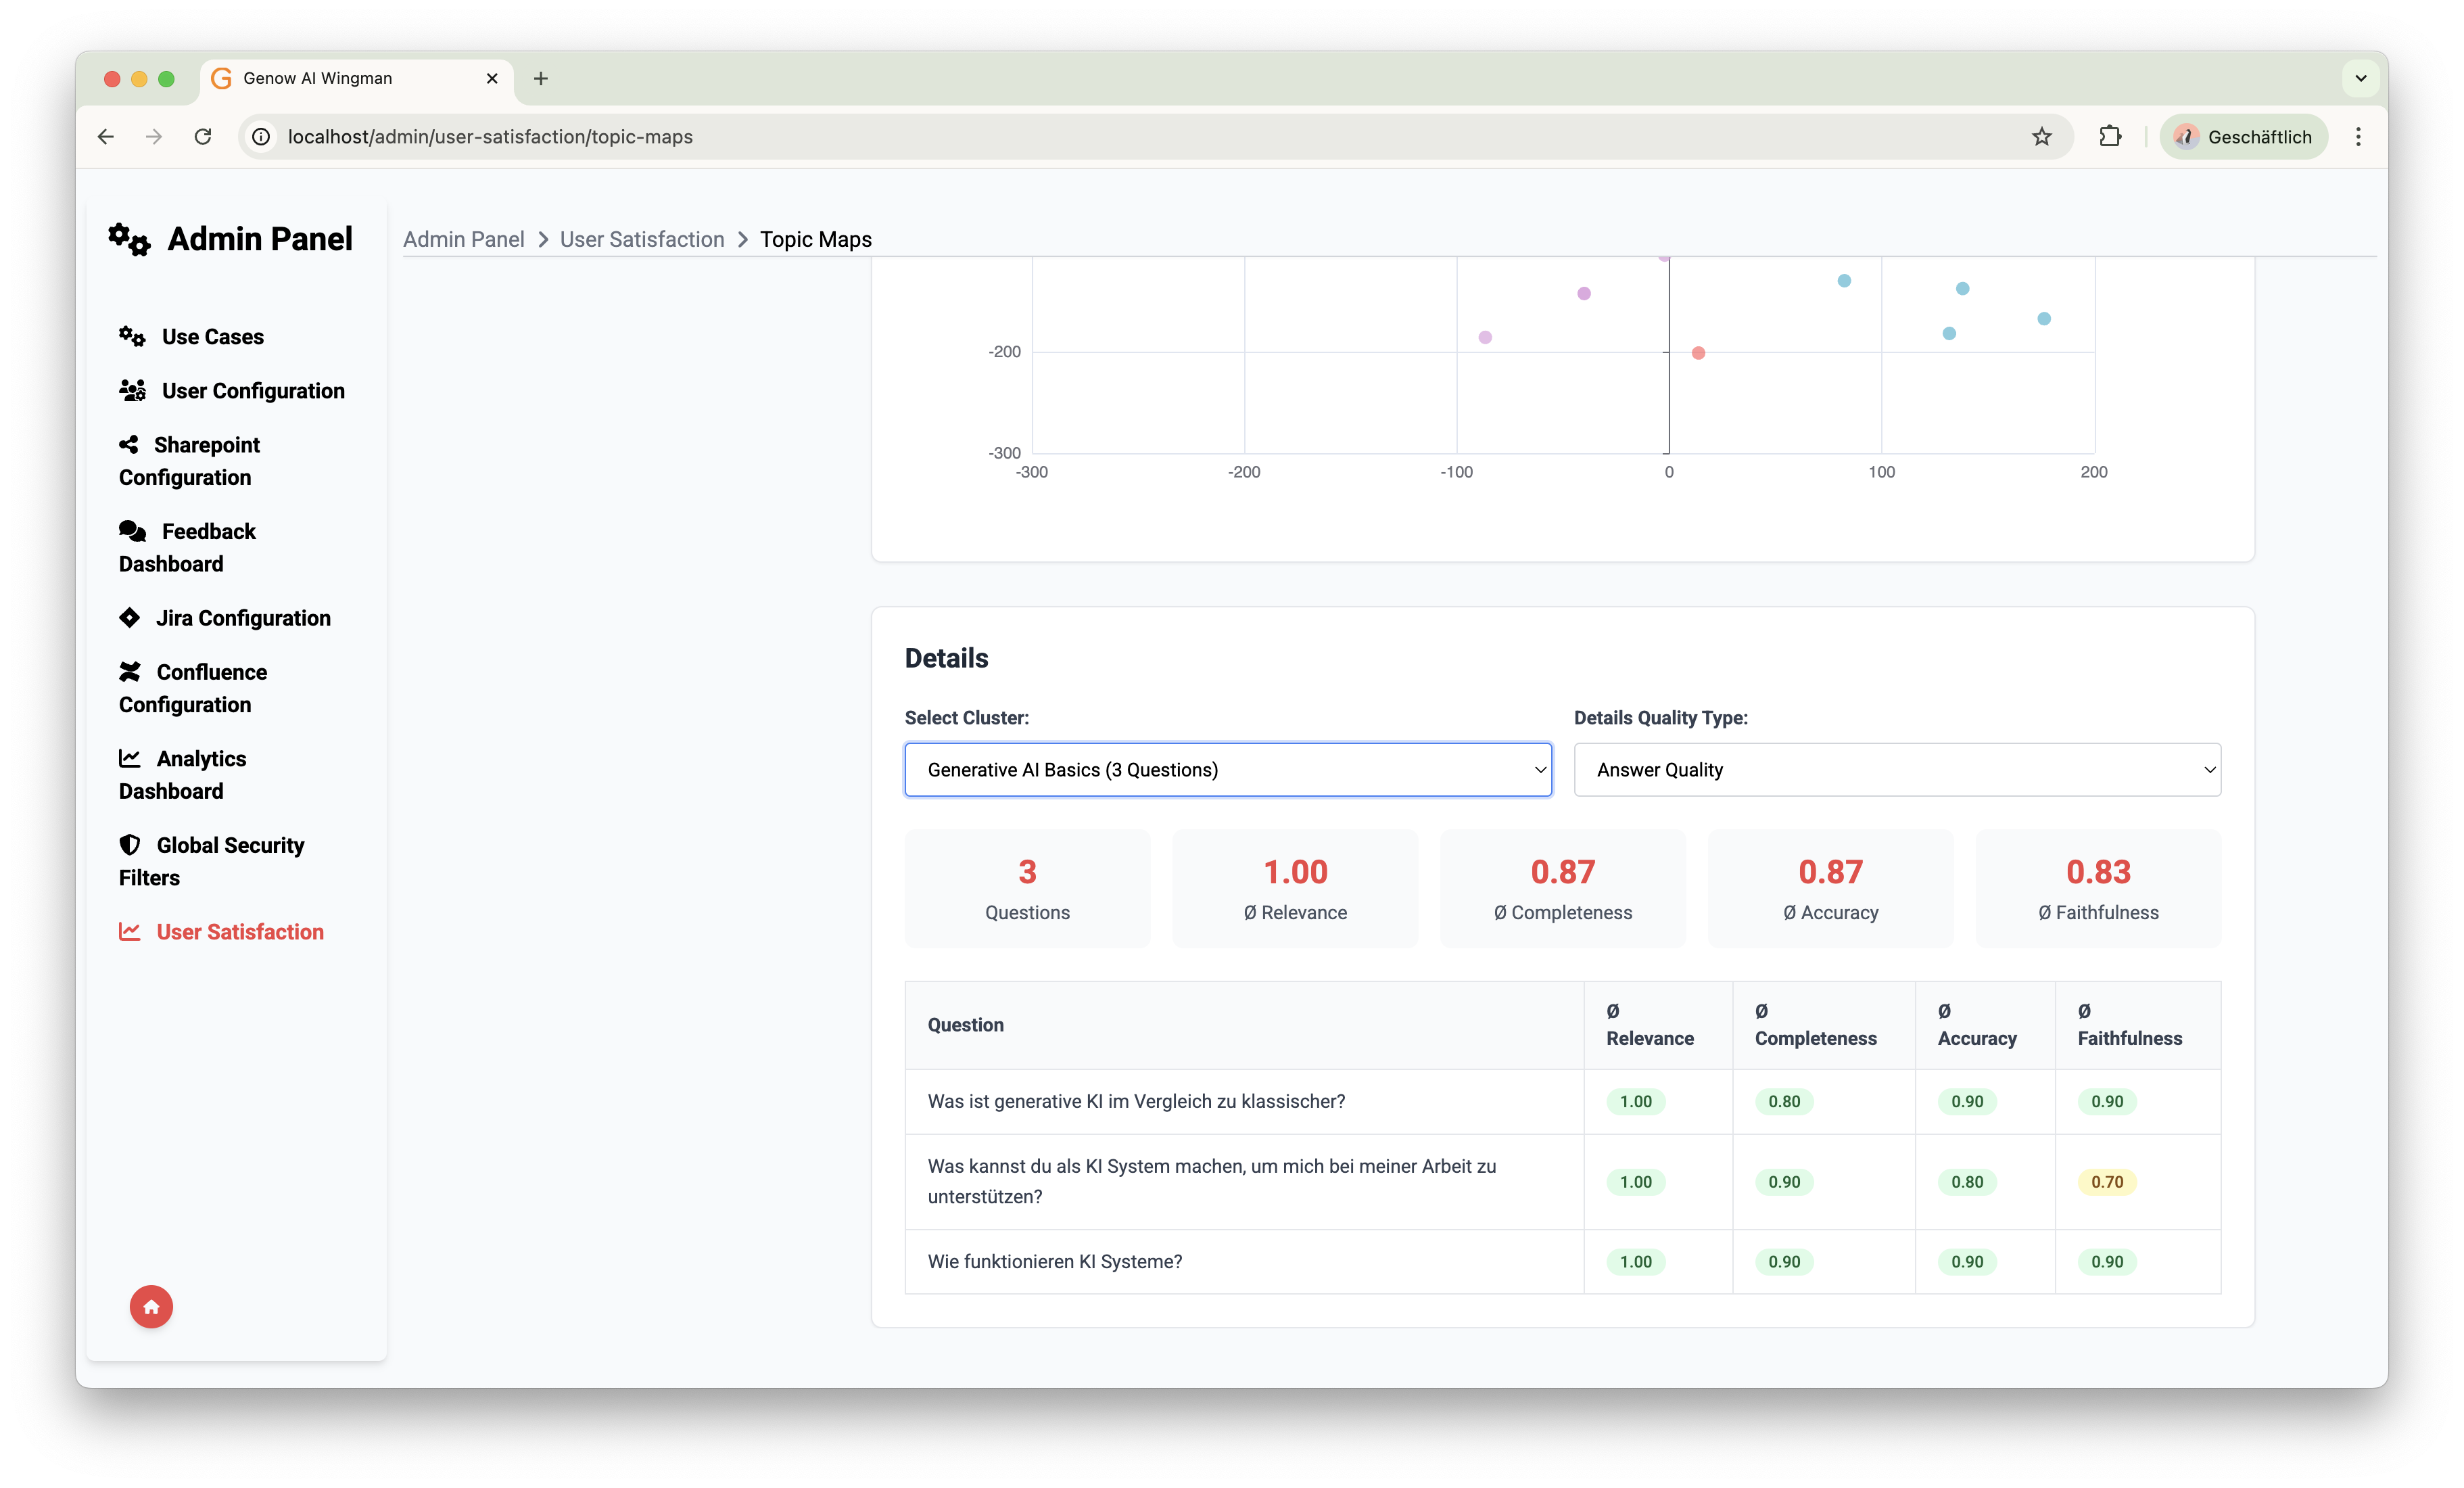 Genow AI Wingman
localhost/admin/user-satisfaction/topic-maps
Geschäftlich
Admin Panel
Admin Panel > User Satisfaction > Topic Maps
Use Cases
User Configuration
Sharepoint
Configuration
Feedback
Dashboard
Jira Configuration
Confluence
Configuration
Analytics
Dashboard
Global Security
Filters
User Satisfaction
-200
-300
-300 -200 -100 0 100 200
Details
Select Cluster:
Generative AI Basics (3 Questions)
Details Quality Type:
Answer Quality
3
Questions
1.00
Ø Relevance
0.87
Ø Completeness
0.87
Ø Accuracy
0.83
Ø Faithfulness
Question
Ø
Relevance
Ø
Completeness
Ø
Accuracy
Ø
Faithfulness
Was ist generative KI im Vergleich zu klassischer?
1.00 0.80 0.90 0.90
Was kannst du als KI System machen, um mich bei meiner Arbeit zu
unterstützen?
1.00 0.90 0.80 0.70
Wie funktionieren KI Systeme?
1.00 0.90 0.90 0.90